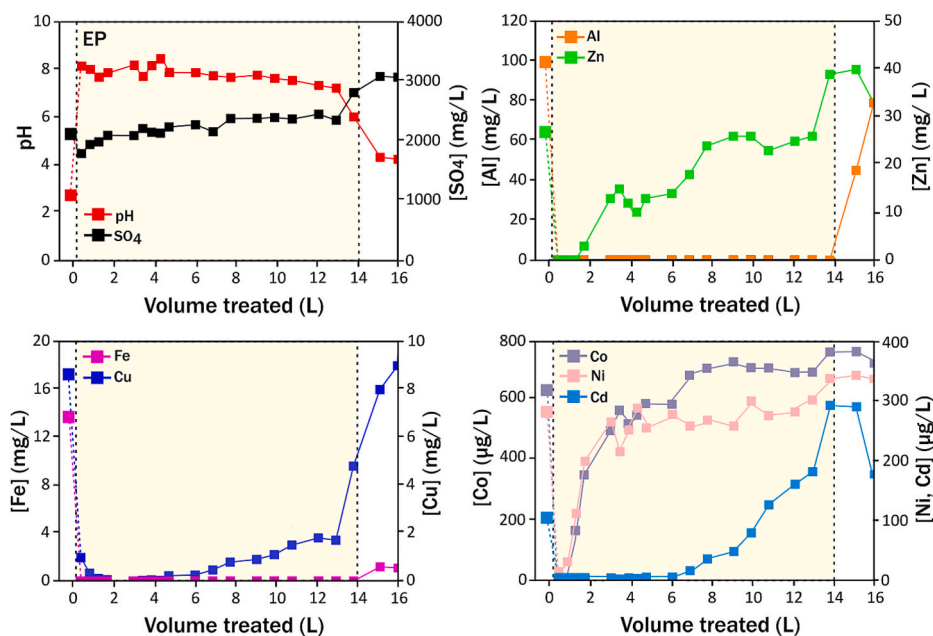 EP
pH
SO4
pH
[SO4] (mg/L)
0
2
4
6
8
10
0
1000
2000
3000
4000
0 2 4 6 8 10 12 14 16
Volume treated (L)
Al
Zn
[Al] (mg/L)
[Zn] (mg/ L)
120
100
80
60
40
20
0
50
40
30
20
10
0
0 2 4 6 8 10 12 14 16
Volume treated (L)
Fe
Cu
[Fe] (mg/L)
[Cu] (mg/L)
20
16
12
8
4
0
10
8
6
4
2
0
0 2 4 6 8 10 12 14 16
Volume treated (L)
Co
Ni
Cd
[Co] (µg/L)
[Ni, Cd] (µg/L)
800
600
400
200
0
400
300
200
100
0
0 2 4 6 8 10 12 14 16
Volume treated (L)